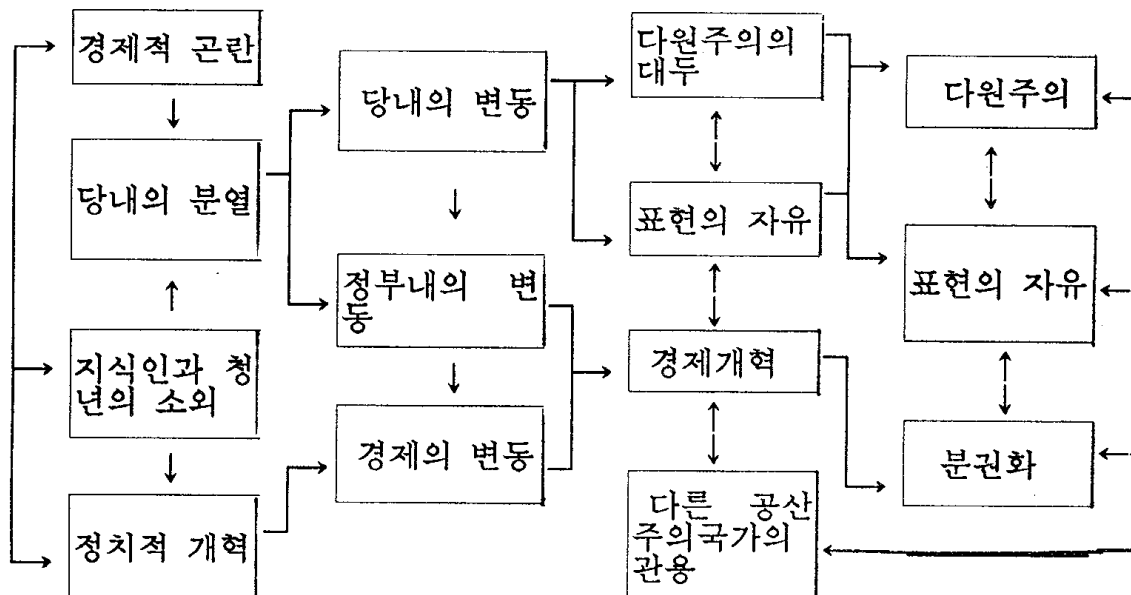 경제적 곤란
당내의 분열
지식인과 청
년의 소외
정치적 개혁
당내의 변동
정부내의 변
동
경제의 변동
다원주의의
대두
표현의 자유
경제개혁
다른 공산
주의국가의
관용
다원주의
표현의 자유
분권화